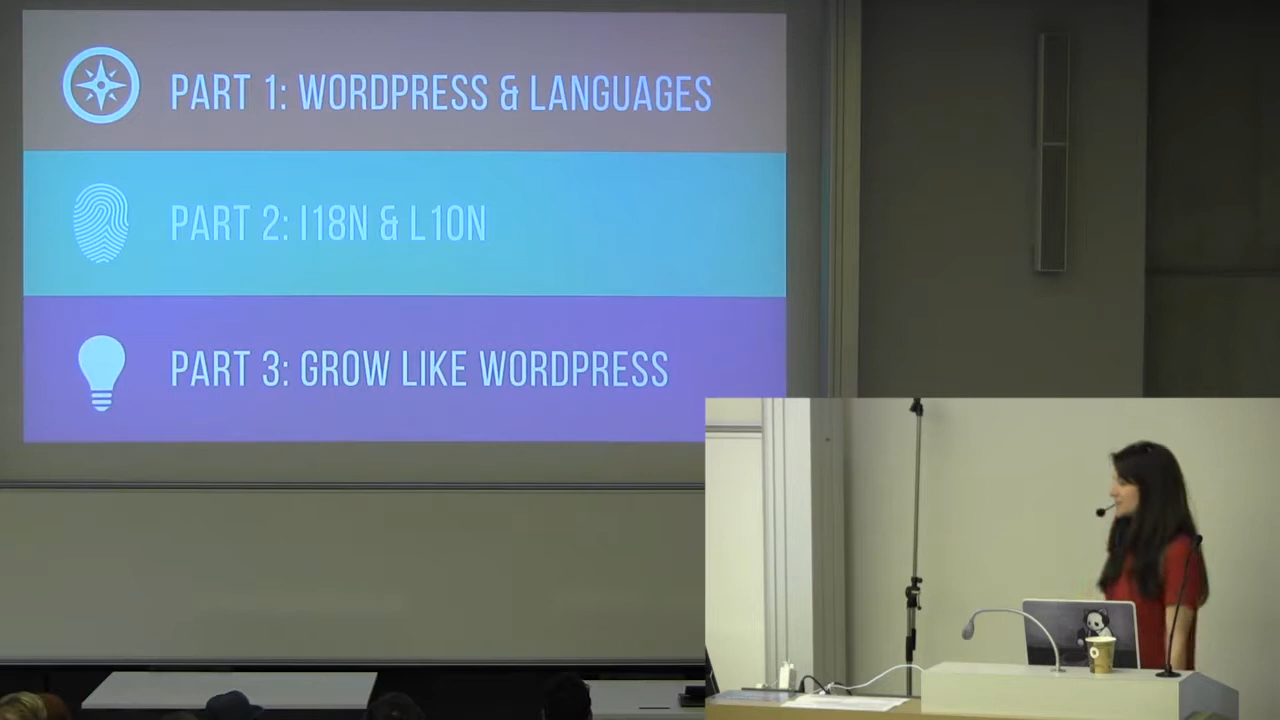 PART 1: WORDPRESS & LANGUAGES
PART 2: I18N & L10N
PART 3: GROW LIKE WORDPRESS